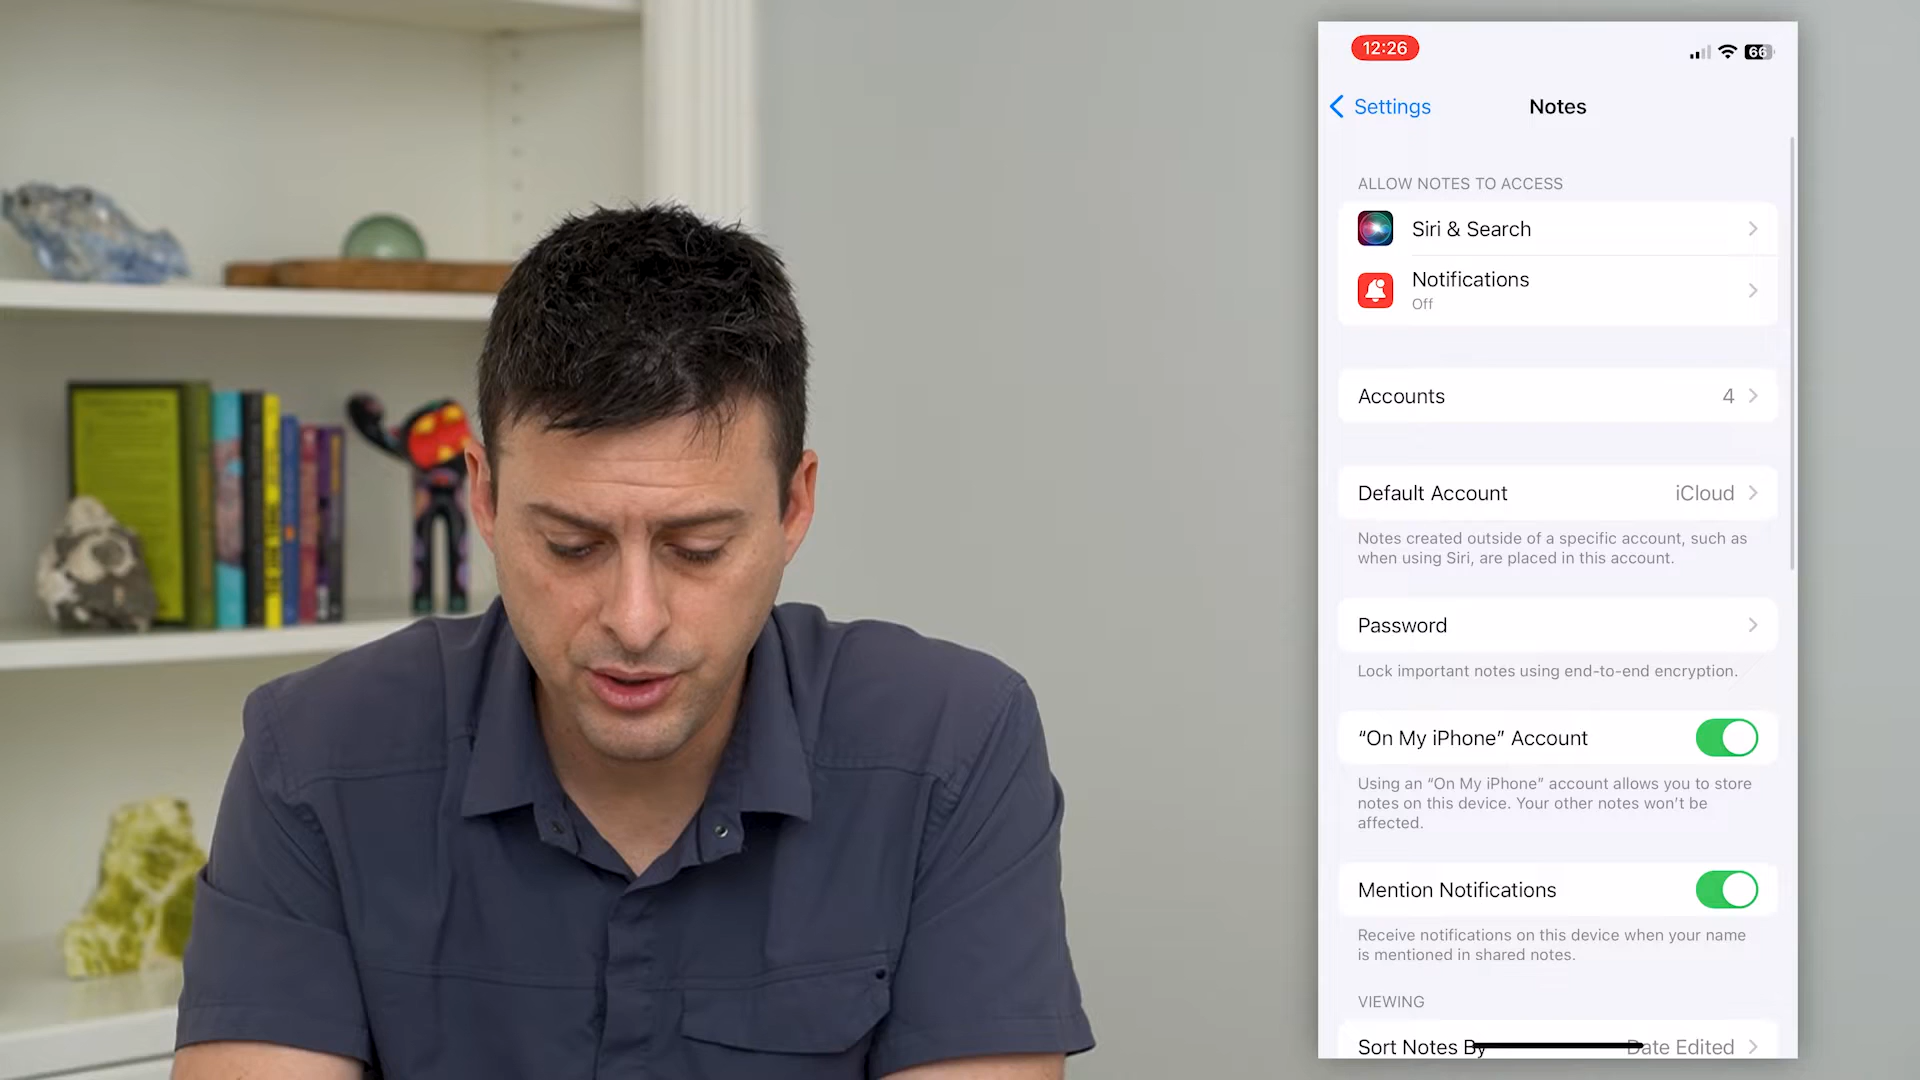 12:26
66
Settings
Notes
ALLOW NOTES TO ACCESS
Siri & Search
Notifications
Off
Accounts 4
Default Account iCloud
Notes created outside of a specific account, such as
when using Siri, are placed in this account.
Password
Lock important notes using end-to-end encryption.
“On My iPhone” Account
Using an “On My iPhone” account allows you to store
notes on this device. Your other notes won’t be
affected.
Mention Notifications
Receive notifications on this device when your name
is mentioned in shared notes.
VIEWING
Sort Notes By Date Edited